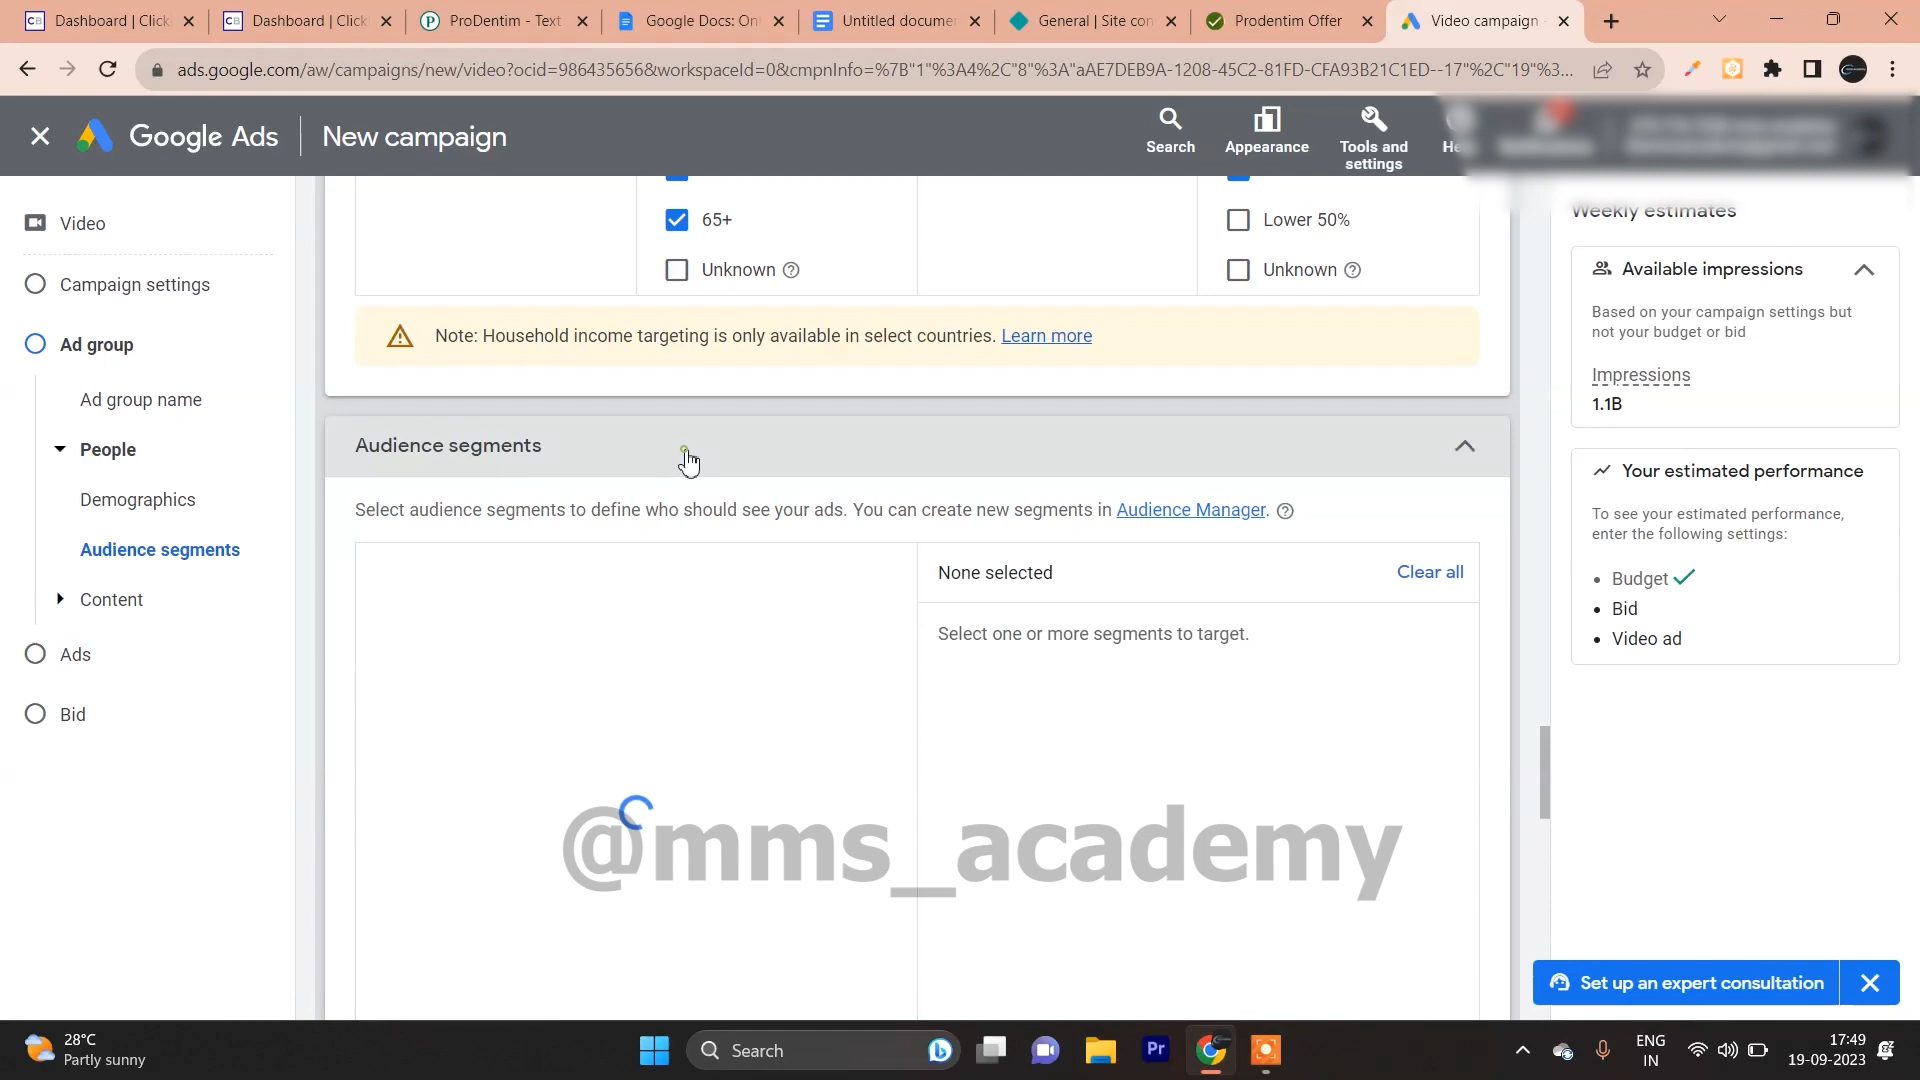 Dashboard | Click
Dashboard | Click
ProDentim - Text
Google Docs: Onl
Untitled documen
General | Site con
Prodentim Offer
Video campaign -
ads.google.com/aw/campaigns/new/video?ocid=986435656&workspaceId=0&cmpnInfo=%7B"1"%3A4%2C"8"%3A"aAE7DEB9A-1208-45C2-81FD-CFA93B21C1ED--17"%2C"19"%3...
Google Ads
New campaign
Search
Appearance
Tools and
settings
Video
Campaign settings
Ad group
Ad group name
People
Demographics
Audience segments
Content
Ads
Bid
65+
Unknown
Lower 50%
Unknown
Note: Household income targeting is only available in select countries. Learn more
Audience segments
Select audience segments to define who should see your ads. You can create new segments in Audience Manager.
None selected
Clear all
Select one or more segments to target.
@mms_academy
Weekly estimates
Available impressions
Based on your campaign settings but
not your budget or bid
Impressions
1.1B
Your estimated performance
To see your estimated performance,
enter the following settings:
• Budget
• Bid
• Video ad
Set up an expert consultation
28°C
Partly sunny
Search
Pr
ENG
IN
17:49
19-09-2023